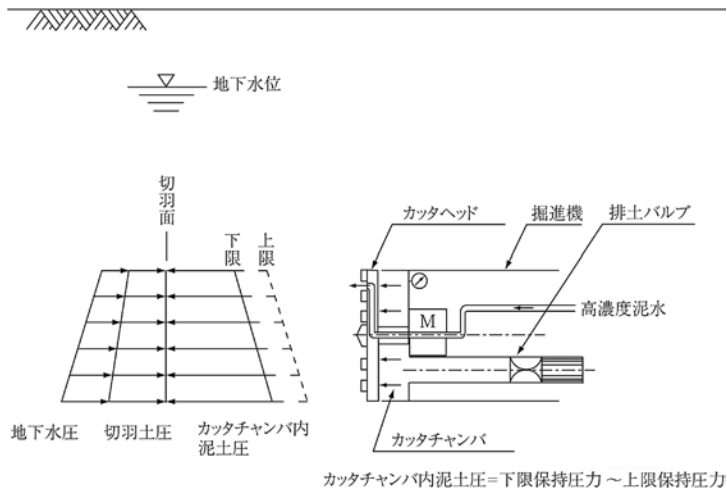 地下水位
切羽面
下限
上限
カッタヘッド
掘進機
排土バルブ
M
高濃度泥水
地下水圧
切羽土圧
カッタチャンバ内
泥土圧
カッタチャンバ
カッタチャンバ内泥土圧=下限保持圧力～上限保持圧力